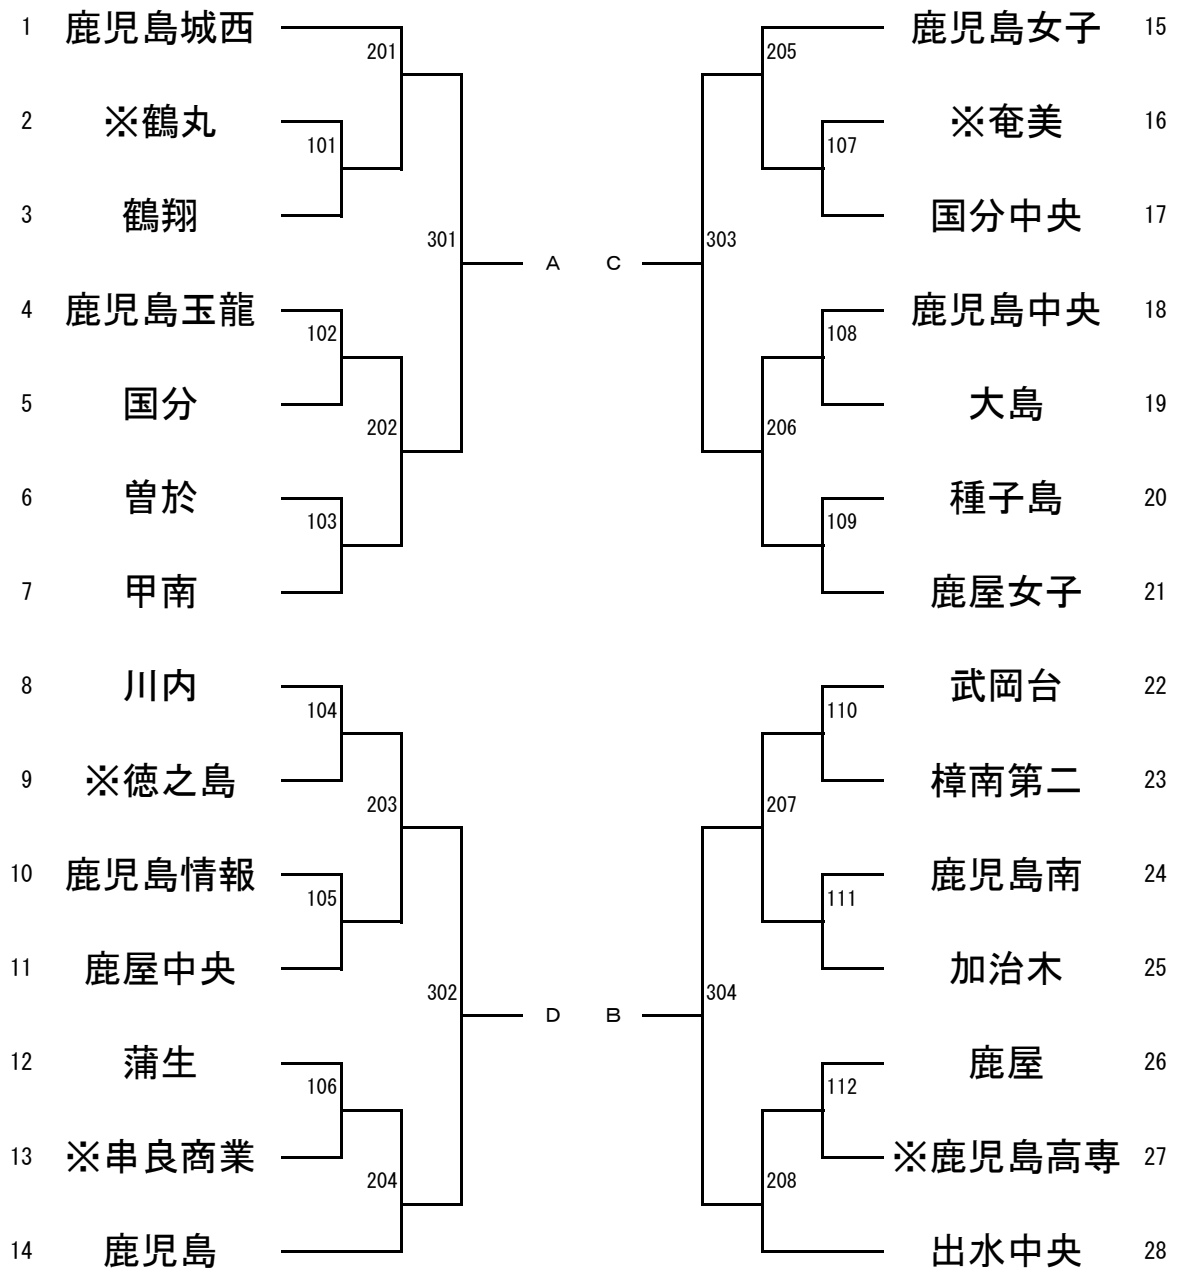 1 鹿児島城西
201
2 ※鶴丸
101
3 鶴翔
301
A
4 鹿児島玉龍
102
5 国分
202
6 曽於
103
7 甲南
8 川内
104
9 ※徳之島
203
10 鹿児島情報
105
11 鹿屋中央
302
D
12 蒲生
106
13 ※串良商業
204
14 鹿児島
鹿児島女子 15
205
※奄美 16
107
国分中央 17
303
C
鹿児島中央 18
108
大島 19
206
種子島 20
109
鹿屋女子 21
武岡台 22
110
樟南第二 23
207
鹿児島南 24
111
加治木 25
304
B
鹿屋 26
112
※鹿児島高専 27
208
出水中央 28